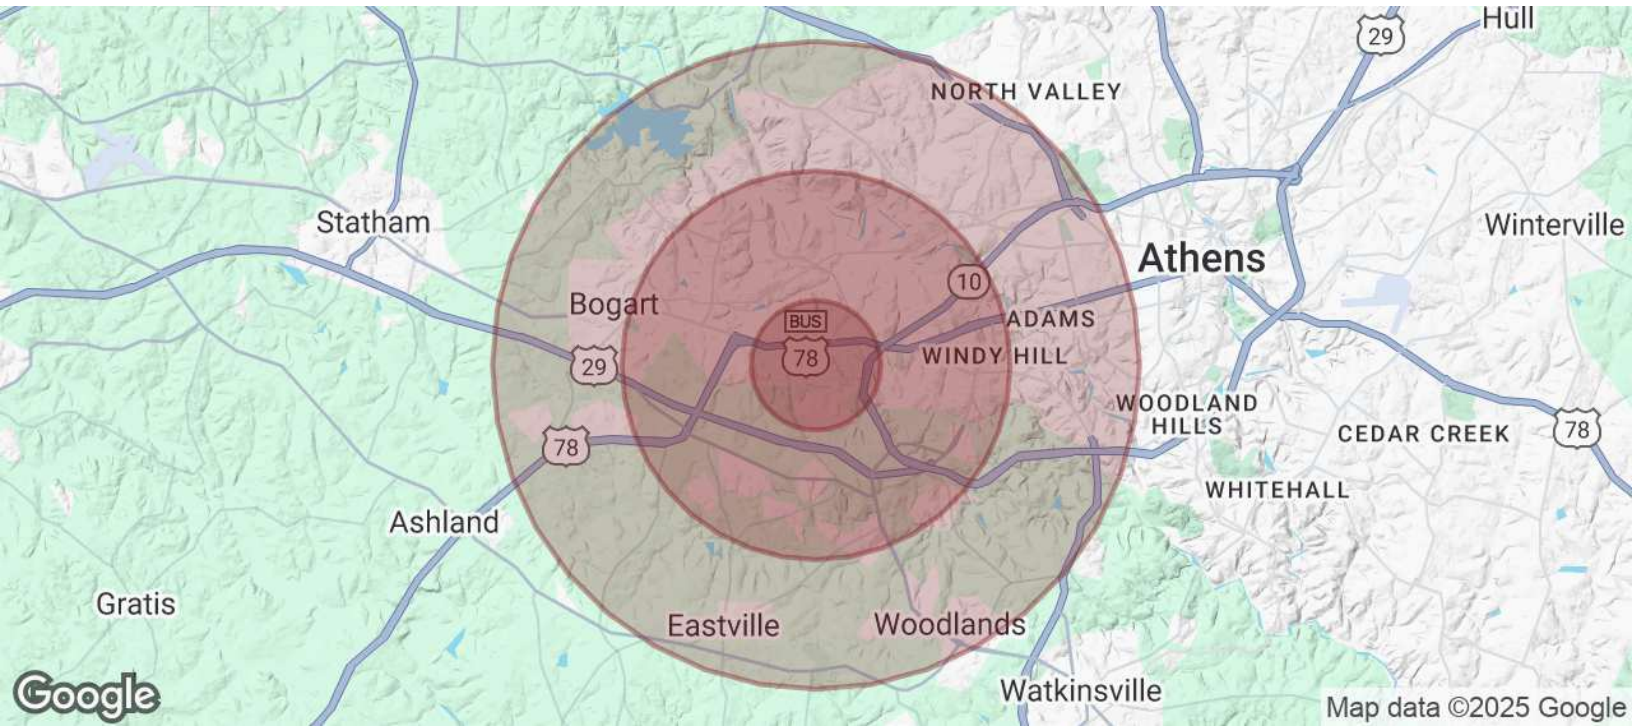 Hull
29
NORTH VALLEY
Statham
Winterville
Athens
10
Bogart
BUS
78
ADAMS
WINDY HILL
29
WOODLAND
HILLS
CEDAR CREEK
78
78
WHITEHALL
Ashland
Gratis
Eastville
Woodlands
Watkinsville
Google
Map data ©2025 Google